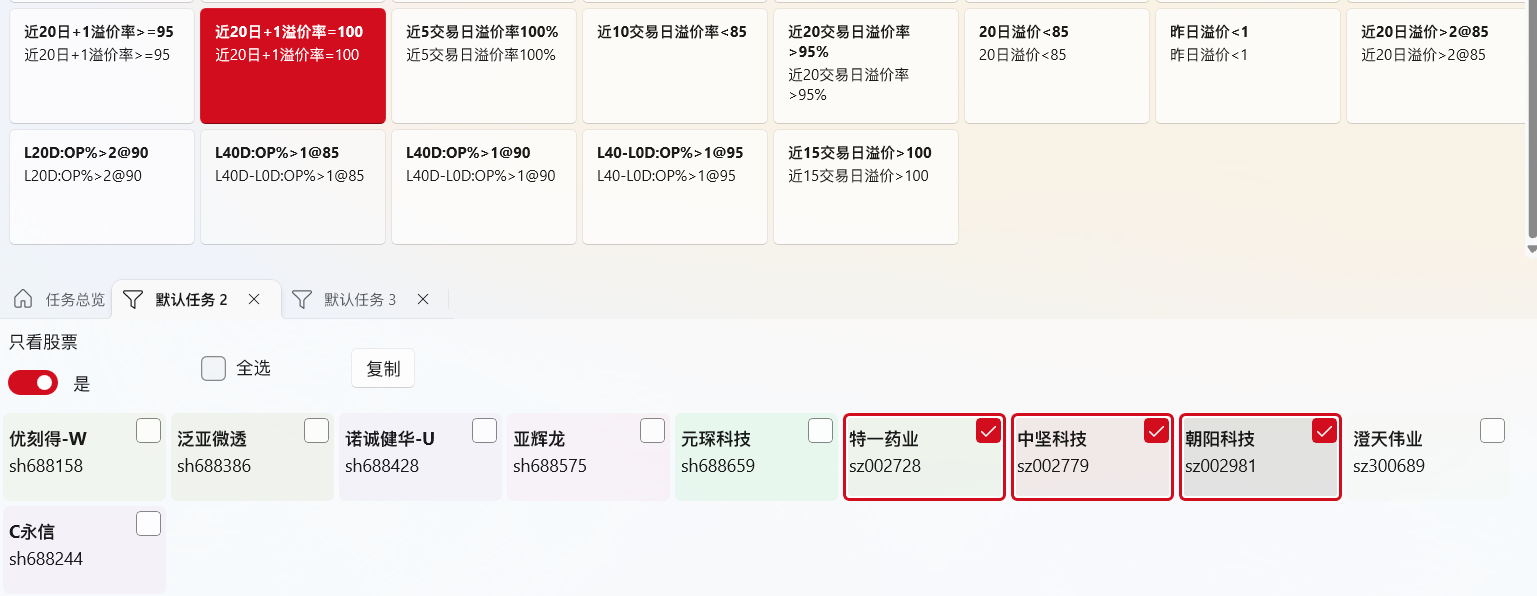 近20日+1溢价率>=95
近20日+1溢价率>=95
近20日+1溢价率=100
近20日+1溢价率=100
近5交易日溢价率100%
近5交易日溢价率100%
近10交易日溢价率<85
近20交易日溢价率
>95%
近20交易日溢价率
>95%
20日溢价<85
20日溢价<85
昨日溢价<1
昨日溢价<1
近20日溢价>2@85
近20日溢价>2@85
L20D:OP%>2@90
L20D:OP%>2@90
L40D:OP%>1@85
L40D-L0D:OP%>1@85
L40D:OP%>1@90
L40D-L0D:OP%>1@90
L40-L0D:OP%>1@95
L40-L0D:OP%>1@95
近15交易日溢价>100
近15交易日溢价>100
任务总览
默认任务 2
默认任务 3
只看股票
是
全选
复制
优刻得-W
sh688158
泛亚微透
sh688386
诺诚健华-U
sh688428
亚辉龙
sh688575
元琛科技
sh688659
特一药业
sz002728
中坚科技
sz002779
朝阳科技
sz002981
澄天伟业
sz300689
C永信
sh688244